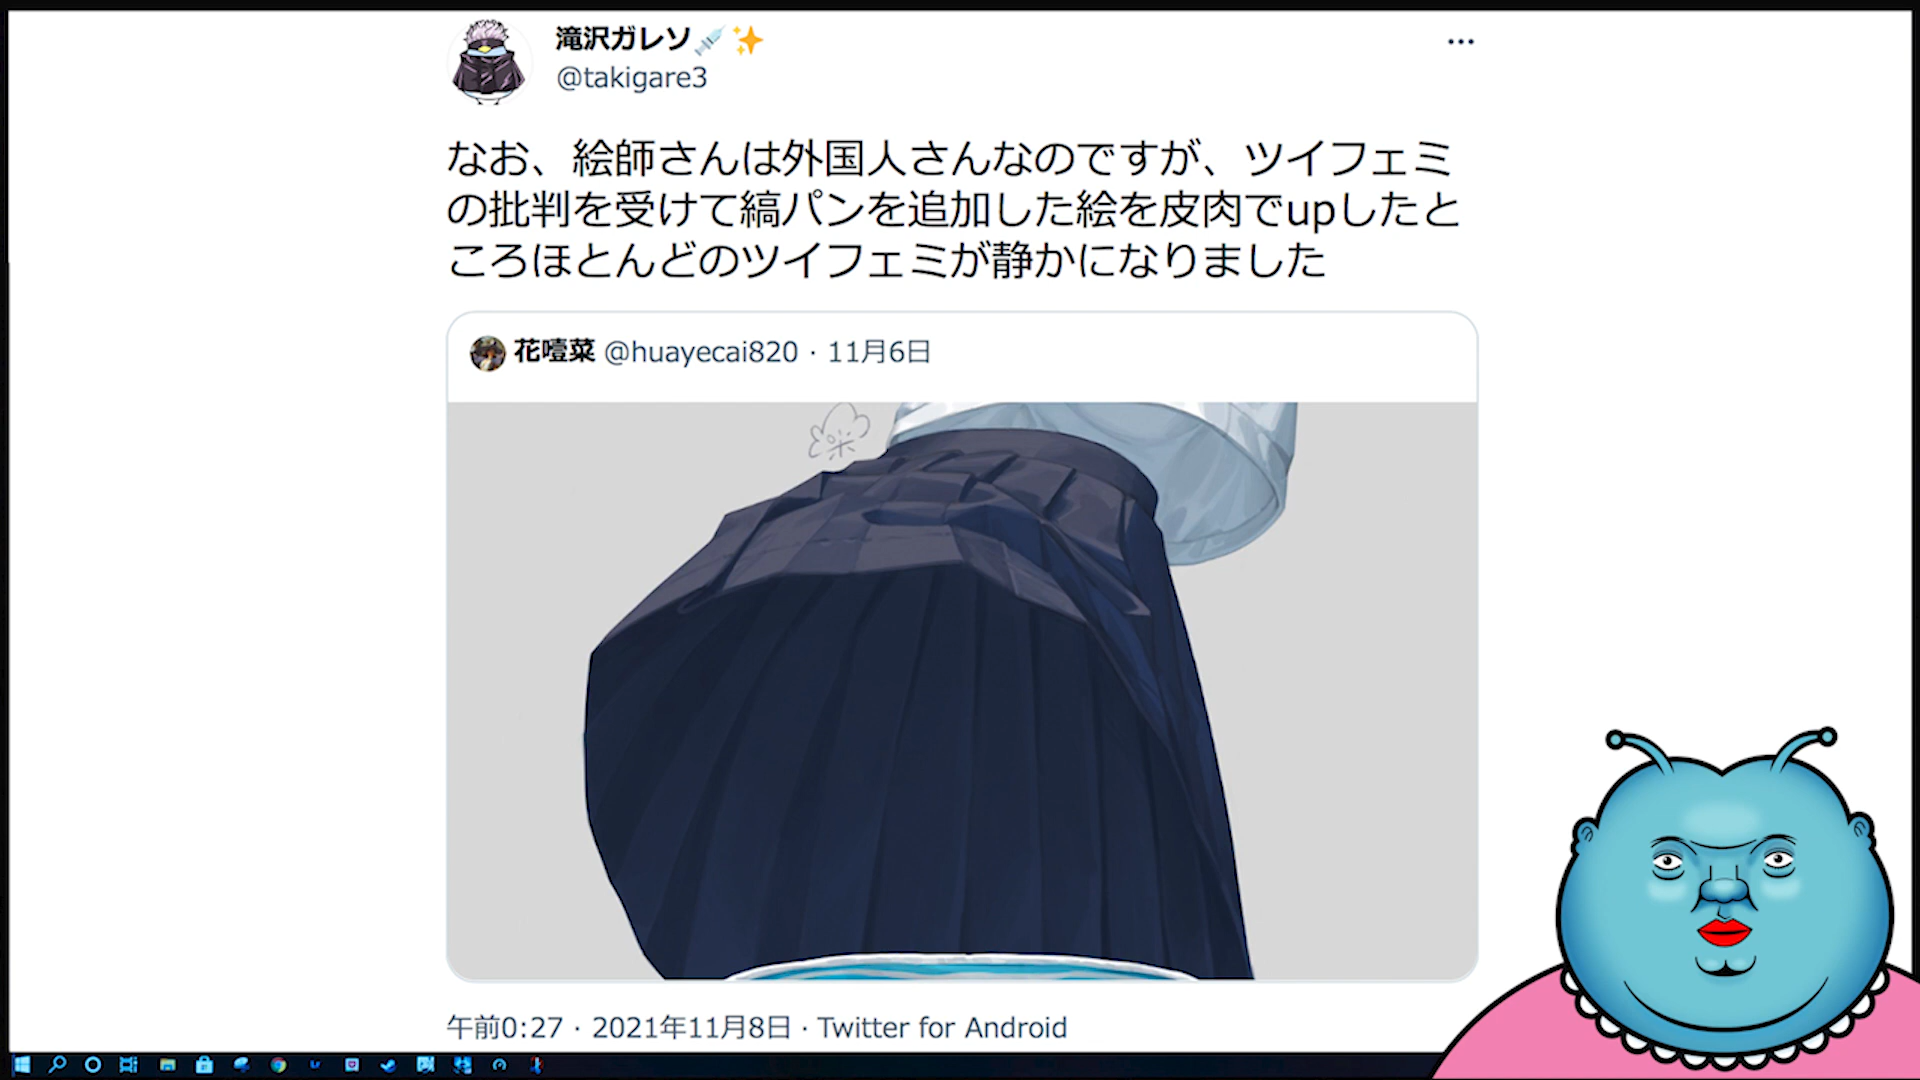 滝沢ガレソ💉✨
@takigare3
なお、絵師さんは外国人さんなのですが、ツイフェミ
の批判を受けて縞パンを追加した絵を皮肉でupしたと
ころほとんどのツイフェミが静かになりました
花噎菜 @huayecai820 · 11月6日
午前0:27 · 2021年11月8日 · Twitter for Android